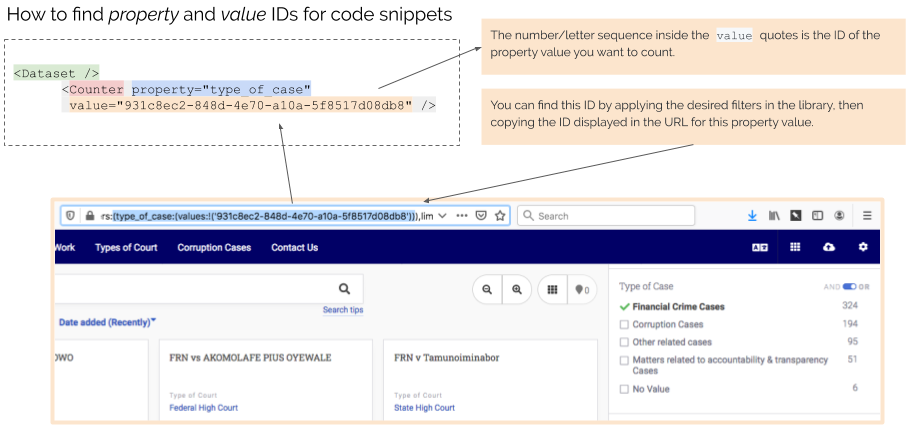 How to find property and value IDs for code snippets
<Dataset />
<Counter property="type_of_case"
value="931c8ec2-848d-4e70-a10a-5f8517d08db8" />
The number/letter sequence inside the value quotes is the ID of the
property value you want to count.
You can find this ID by applying the desired filters in the library, then
copying the ID displayed in the URL for this property value.
rs:(type_of_case:(values:!('931c8ec2-848d-4e70-a10a-5f8517d08db8'))),lim
Search
Work Types of Court Corruption Cases Contact Us
Search tips
0
Date added (Recently)
OWO
FRN vs AKOMOLAFE PIUS OYEWALE
Type of Court
Federal High Court
FRN v Tamunoiminabor
Type of Court
State High Court
Type of Case AND OR
Financial Crime Cases 324
Corruption Cases 194
Other related cases 95
Matters related to accountability & transparency 51
Cases
No Value 6